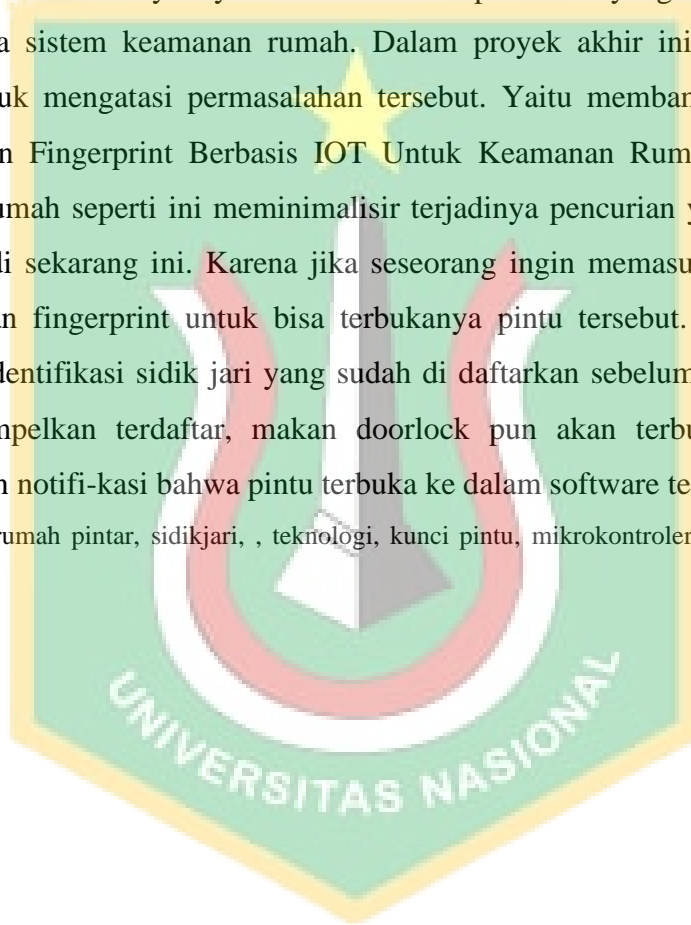 a sistem keamanan rumah. Dalam proyek akhir ini
uk mengatasi permasalahan tersebut. Yaitu memban
n Fingerprint Berbasis IOT Untuk Keamanan Rum
umah seperti ini meminimalisir terjadinya pencurian y
di sekarang ini. Karena jika seseorang ingin memasu
an fingerprint untuk bisa terbukanya pintu tersebut.
dentifikasi sidik jari yang sudah di daftarkan sebelum
mpelkan terdaftar, makan doorlock pun akan terbu
n notifi-kasi bahwa pintu terbuka ke dalam software te
rumah pintar, sidikjari, , teknologi, kunci pintu, mikrokontroler
UNIVERSITAS NASIONAL